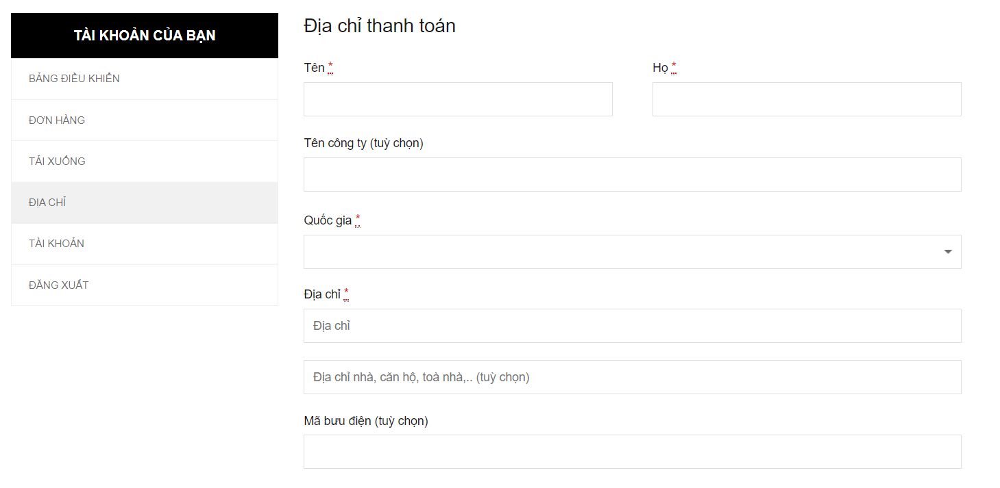 TÀI KHOẢN CỦA BẠN
BẢNG ĐIỀU KHIỂN
ĐƠN HÀNG
TẢI XUỐNG
ĐỊA CHỈ
TÀI KHOẢN
ĐĂNG XUẤT
Địa chỉ thanh toán
Tên *
Họ *
Tên công ty (tuỳ chọn)
Quốc gia *
Địa chỉ *
Địa chỉ
Địa chỉ nhà, căn hộ, toà nhà,.. (tuỳ chọn)
Mã bưu điện (tuỳ chọn)